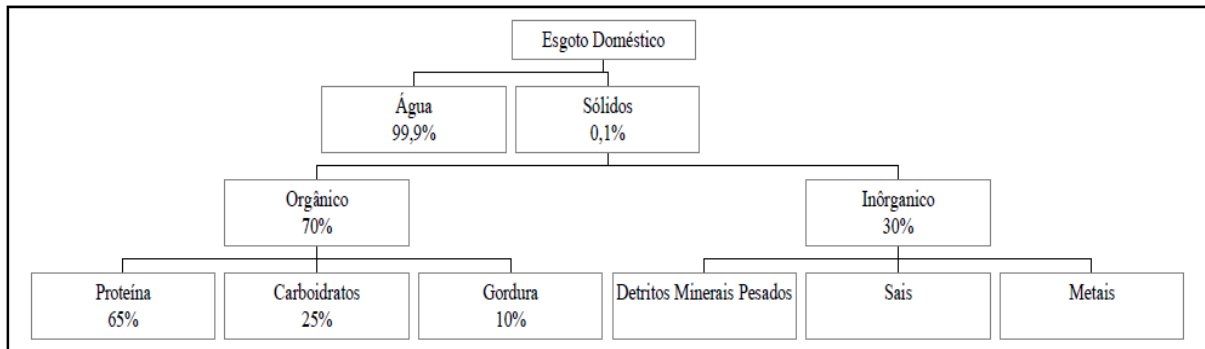 Esgoto Doméstico
Água
99,9%
Sólidos
0,1%
Orgânico
70%
Inôrganico
30%
Proteína
65%
Carboidratos
25%
Gordura
10%
Detritos Minerais Pesados
Sais
Metais